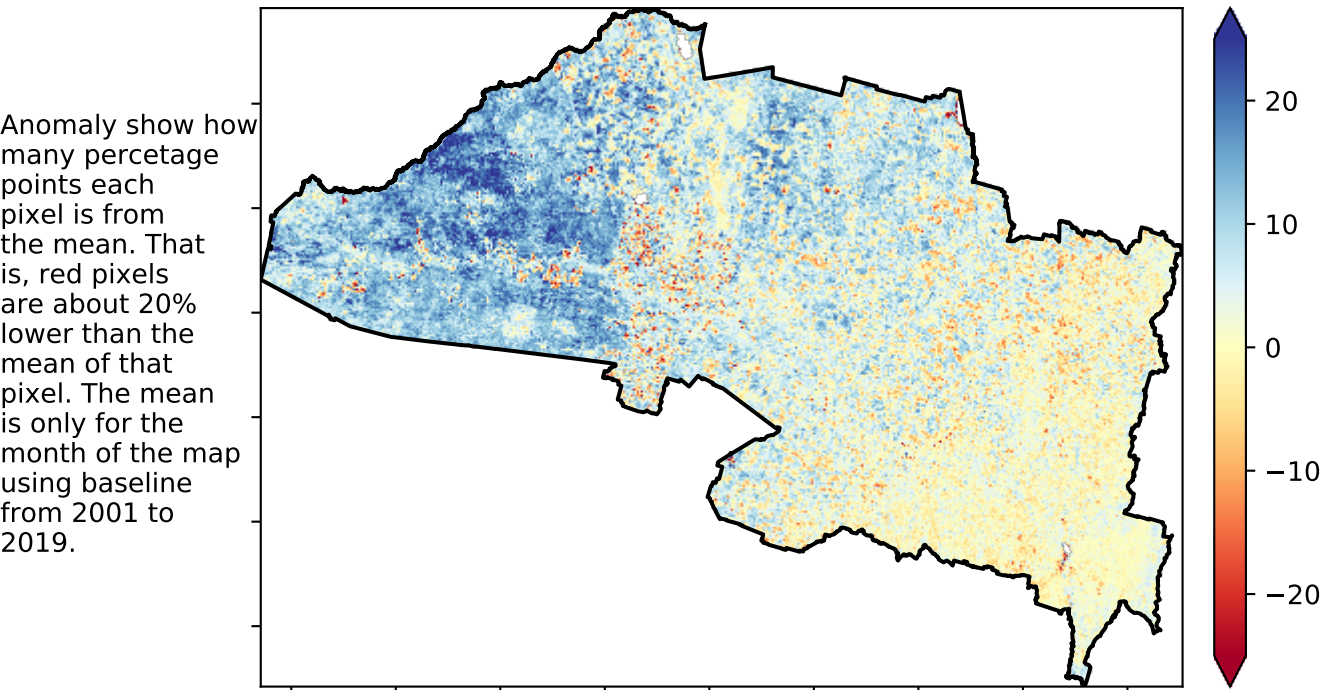 Anomaly show how
many percetage
points each
pixel is from
the mean. That
is, red pixels
are about 20%
lower than the
mean of that
pixel. The mean
is only for the
month of the map
using baseline
from 2001 to
2019.
20
10
0
−10
−20